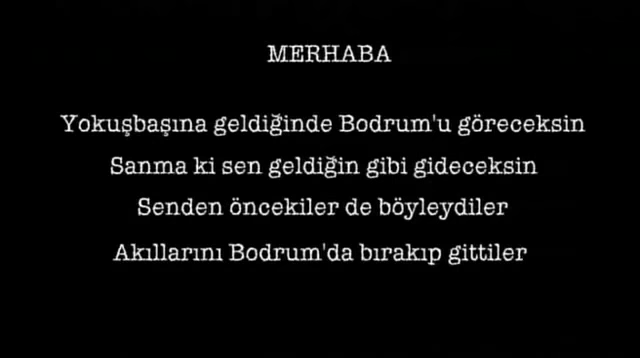 MERHABA
Yokuşbaşına geldiğinde Bodrum'u göreceksin
Sanma ki sen geldiğin gibi gideceksin
Senden öncekiler de böyleydiler
Akıllarını Bodrum'da bırakıp gittiler